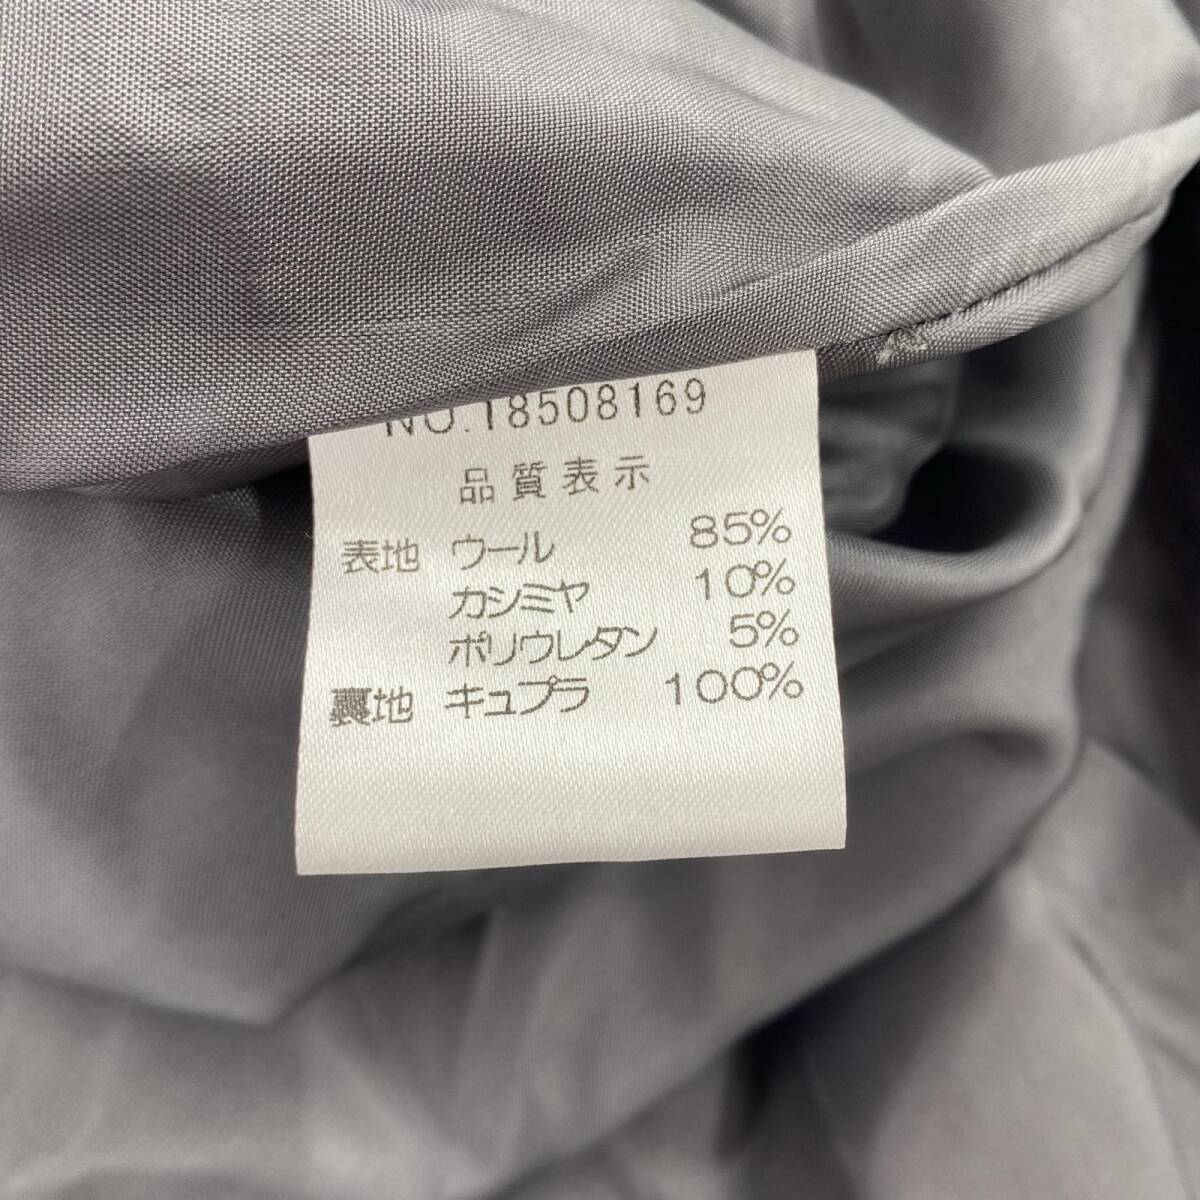 NO.18508169
品質表示
表地 ウール 85%
カシミヤ 10%
ポリウレタン 5%
裏地 キュプラ 100%